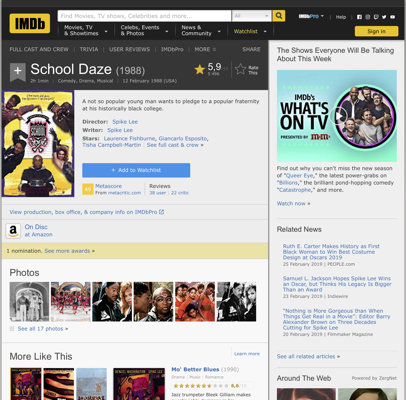 IMDb
Find Movies, TV shows, Celebrities and more...
All
Movies, TV
& Showtimes
Celebs, Events
& Photos
News &
Community
Watchlist
IMDbPro
Help
Sign in
FULL CAST AND CREW | TRIVIA | USER REVIEWS | IMDbPro | MORE
SHARE
School Daze (1988)
5,9
Rate
This
2h 1min | Comedy, Drama, Musical | 12 February 1988 (USA)
A not so popular young man wants to pledge to a popular fraternity
at his historically black college.
Director: Spike Lee
Writer: Spike Lee
Stars: Laurence Fishburne, Giancarlo Esposito,
Tisha Campbell-Martin | See full cast & crew »
+ Add to Watchlist
Metascore
From metacritic.com
Reviews
38 user | 32 critic
View production, box office, & company info on IMDbPro
On Disc
at Amazon
1 nomination. See more awards »
Photos
See all 17 photos »
More Like This
Learn more
Mo' Better Blues (1990)
Drama | Music | Romance
6,6
Jazz trumpeter Bleek Gilliam makes
The Shows Everyone Will Be Talking
About This Week
IMDb's
WHAT'S ON
TV
PRESENTED BY M&M'S
Find out why you can't miss the new season
of "Queer Eye," the latest power-grabs on
"Billions," the brilliant pond-hopping comedy
"Catastrophe," and more.
Watch now »
Related News
Ruth E. Carter Makes History as First
Black Woman to Win Best Costume
Design at Oscars 2019
25 February 2019 | PEOPLE.com
Samuel L. Jackson Hopes Spike Lee Wins
an Oscar, but Thinks His Legacy Is Bigger
Than an Award
23 February 2019 | Indiewire
"Nothing is More Gorgeous than When
Things Get Real in a Movie": Editor Barry
Alexander Brown on Three Decades
Cutting for Spike Lee
20 February 2019 | Filmmaker Magazine
See all related articles »
Around The Web
Powered by ZergNet